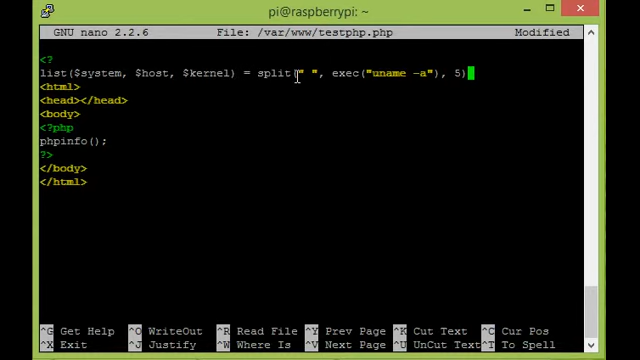 pi@raspberrypi: ~
GNU nano 2.2.6 File: /var/www/testphp.php Modified
<?
list($system, $host, $kernel) = split(" ", exec("uname -a"), 5)
<html>
<head></head>
<body>
<?php
phpinfo();
?>
</body>
</html>
^G Get Help ^O WriteOut ^R Read File ^Y Prev Page ^K Cut Text ^C Cur Pos
^X Exit ^J Justify ^W Where Is ^V Next Page ^U UnCut Text ^T To Spell